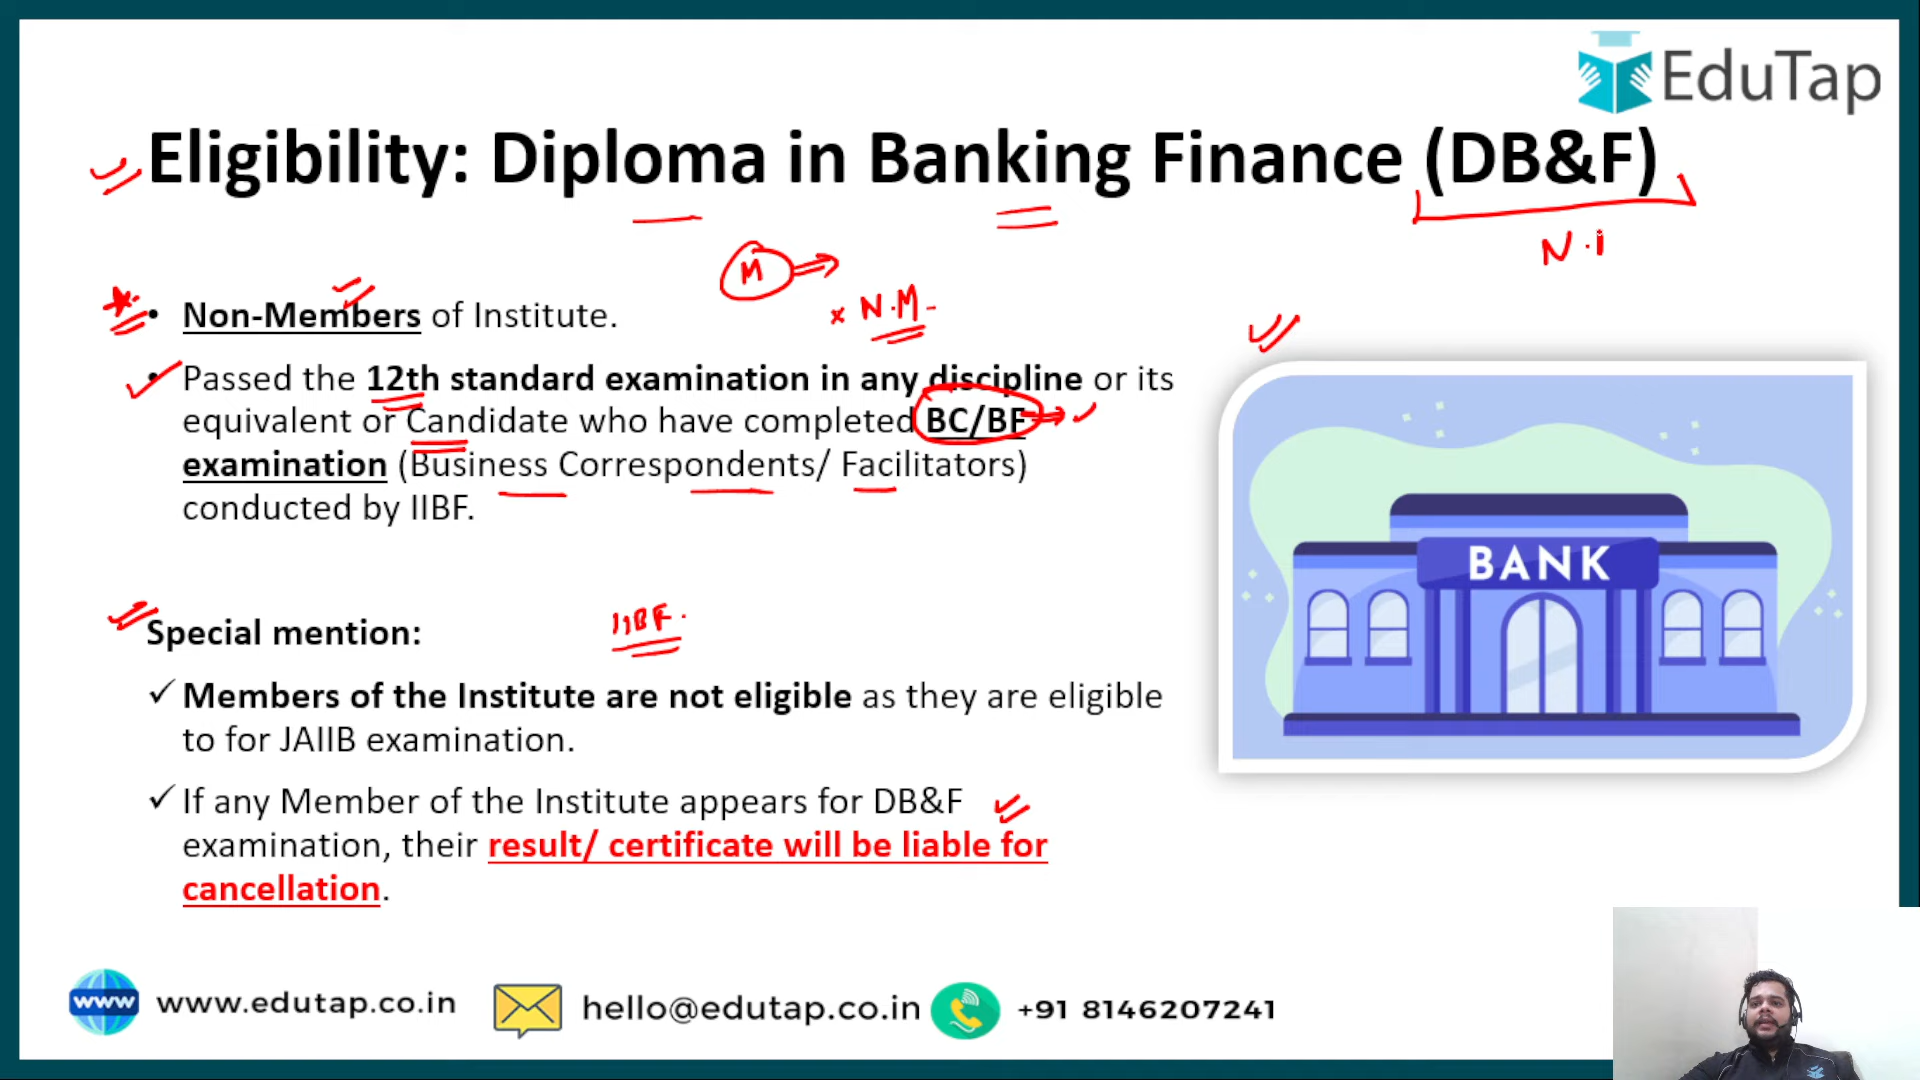 EduTap
Eligibility: Diploma in Banking Finance (DB&F)
N.I
M
• Non-Members of Institute.
x N.M.
• Passed the 12th standard examination in any discipline or its
equivalent or Candidate who have completed BC/BF
examination (Business Correspondents/ Facilitators)
conducted by IIBF.
BANK
IIBF.
Special mention:
✓ Members of the Institute are not eligible as they are eligible
to for JAIIB examination.
✓ If any Member of the Institute appears for DB&F
examination, their result/ certificate will be liable for
cancellation.
www www.edutap.co.in hello@edutap.co.in +91 8146207241